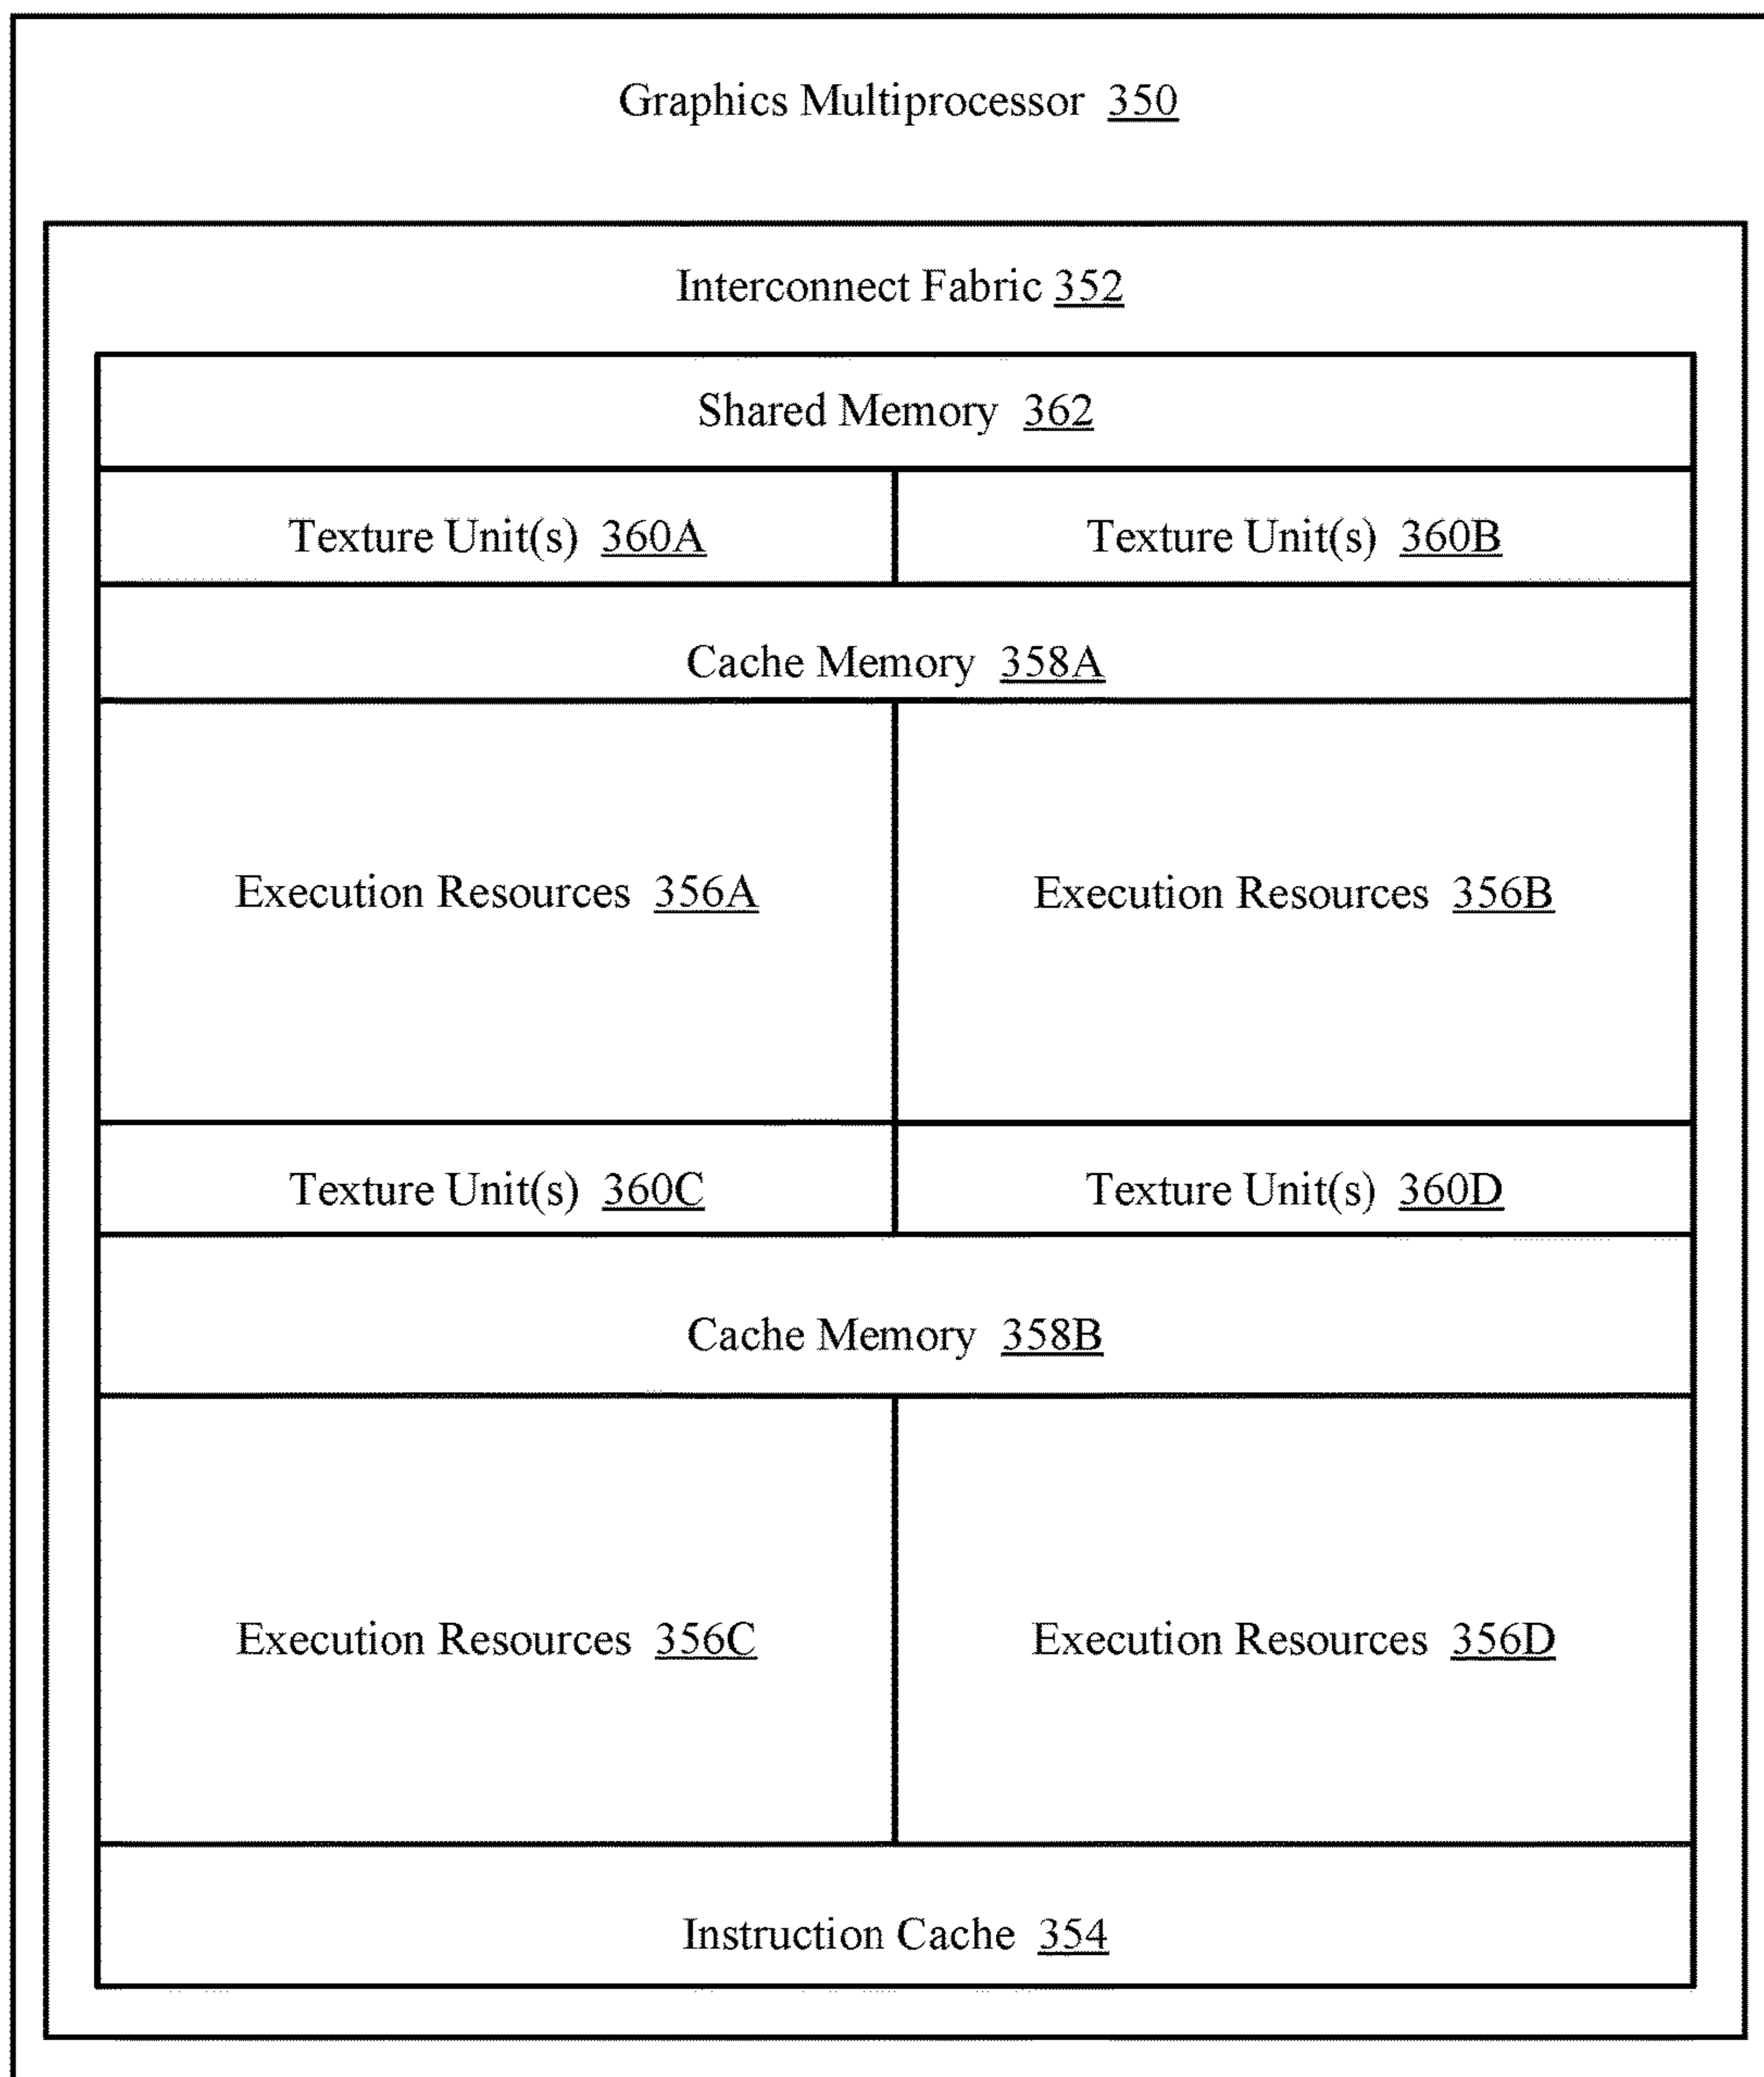 Graphics Multiprocessor 350
Interconnect Fabric 352
Shared Memory 362
Texture Unit(s) 360A Texture Unit(s) 360B
Cache Memory 358A
Execution Resources 356A Execution Resources 356B
Texture Unit(s) 360C Texture Unit(s) 360D
Cache Memory 358B
Execution Resources 356C Execution Resources 356D
Instruction Cache 354